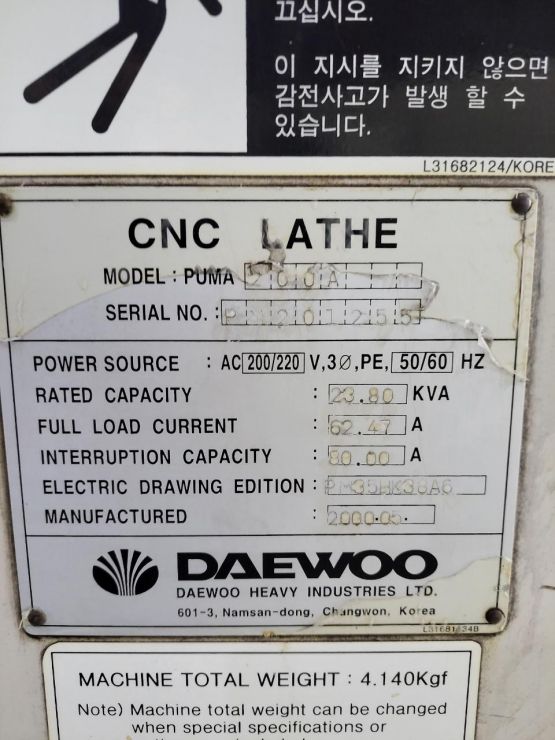 끄십시오.
이 지시를 지키지 않으면
감전사고가 발생 할 수
있습니다.
L31682124/KORE
CNC LATHE
MODEL : PUMA 200A
SERIAL NO. :
POWER SOURCE : AC 200/220 V,3Ø,PE, 50/60 HZ
RATED CAPACITY : 23.80 KVA
FULL LOAD CURRENT : 62.47 A
INTERRUPTION CAPACITY : 80.00 A
ELECTRIC DRAWING EDITION :
MANUFACTURED : 2000.05.
DAEWOO
DAEWOO HEAVY INDUSTRIES LTD.
601-3, Namsan-dong, Changwon, Korea
MACHINE TOTAL WEIGHT : 4.140Kgf
Note) Machine total weight can be changed
when special specifications or